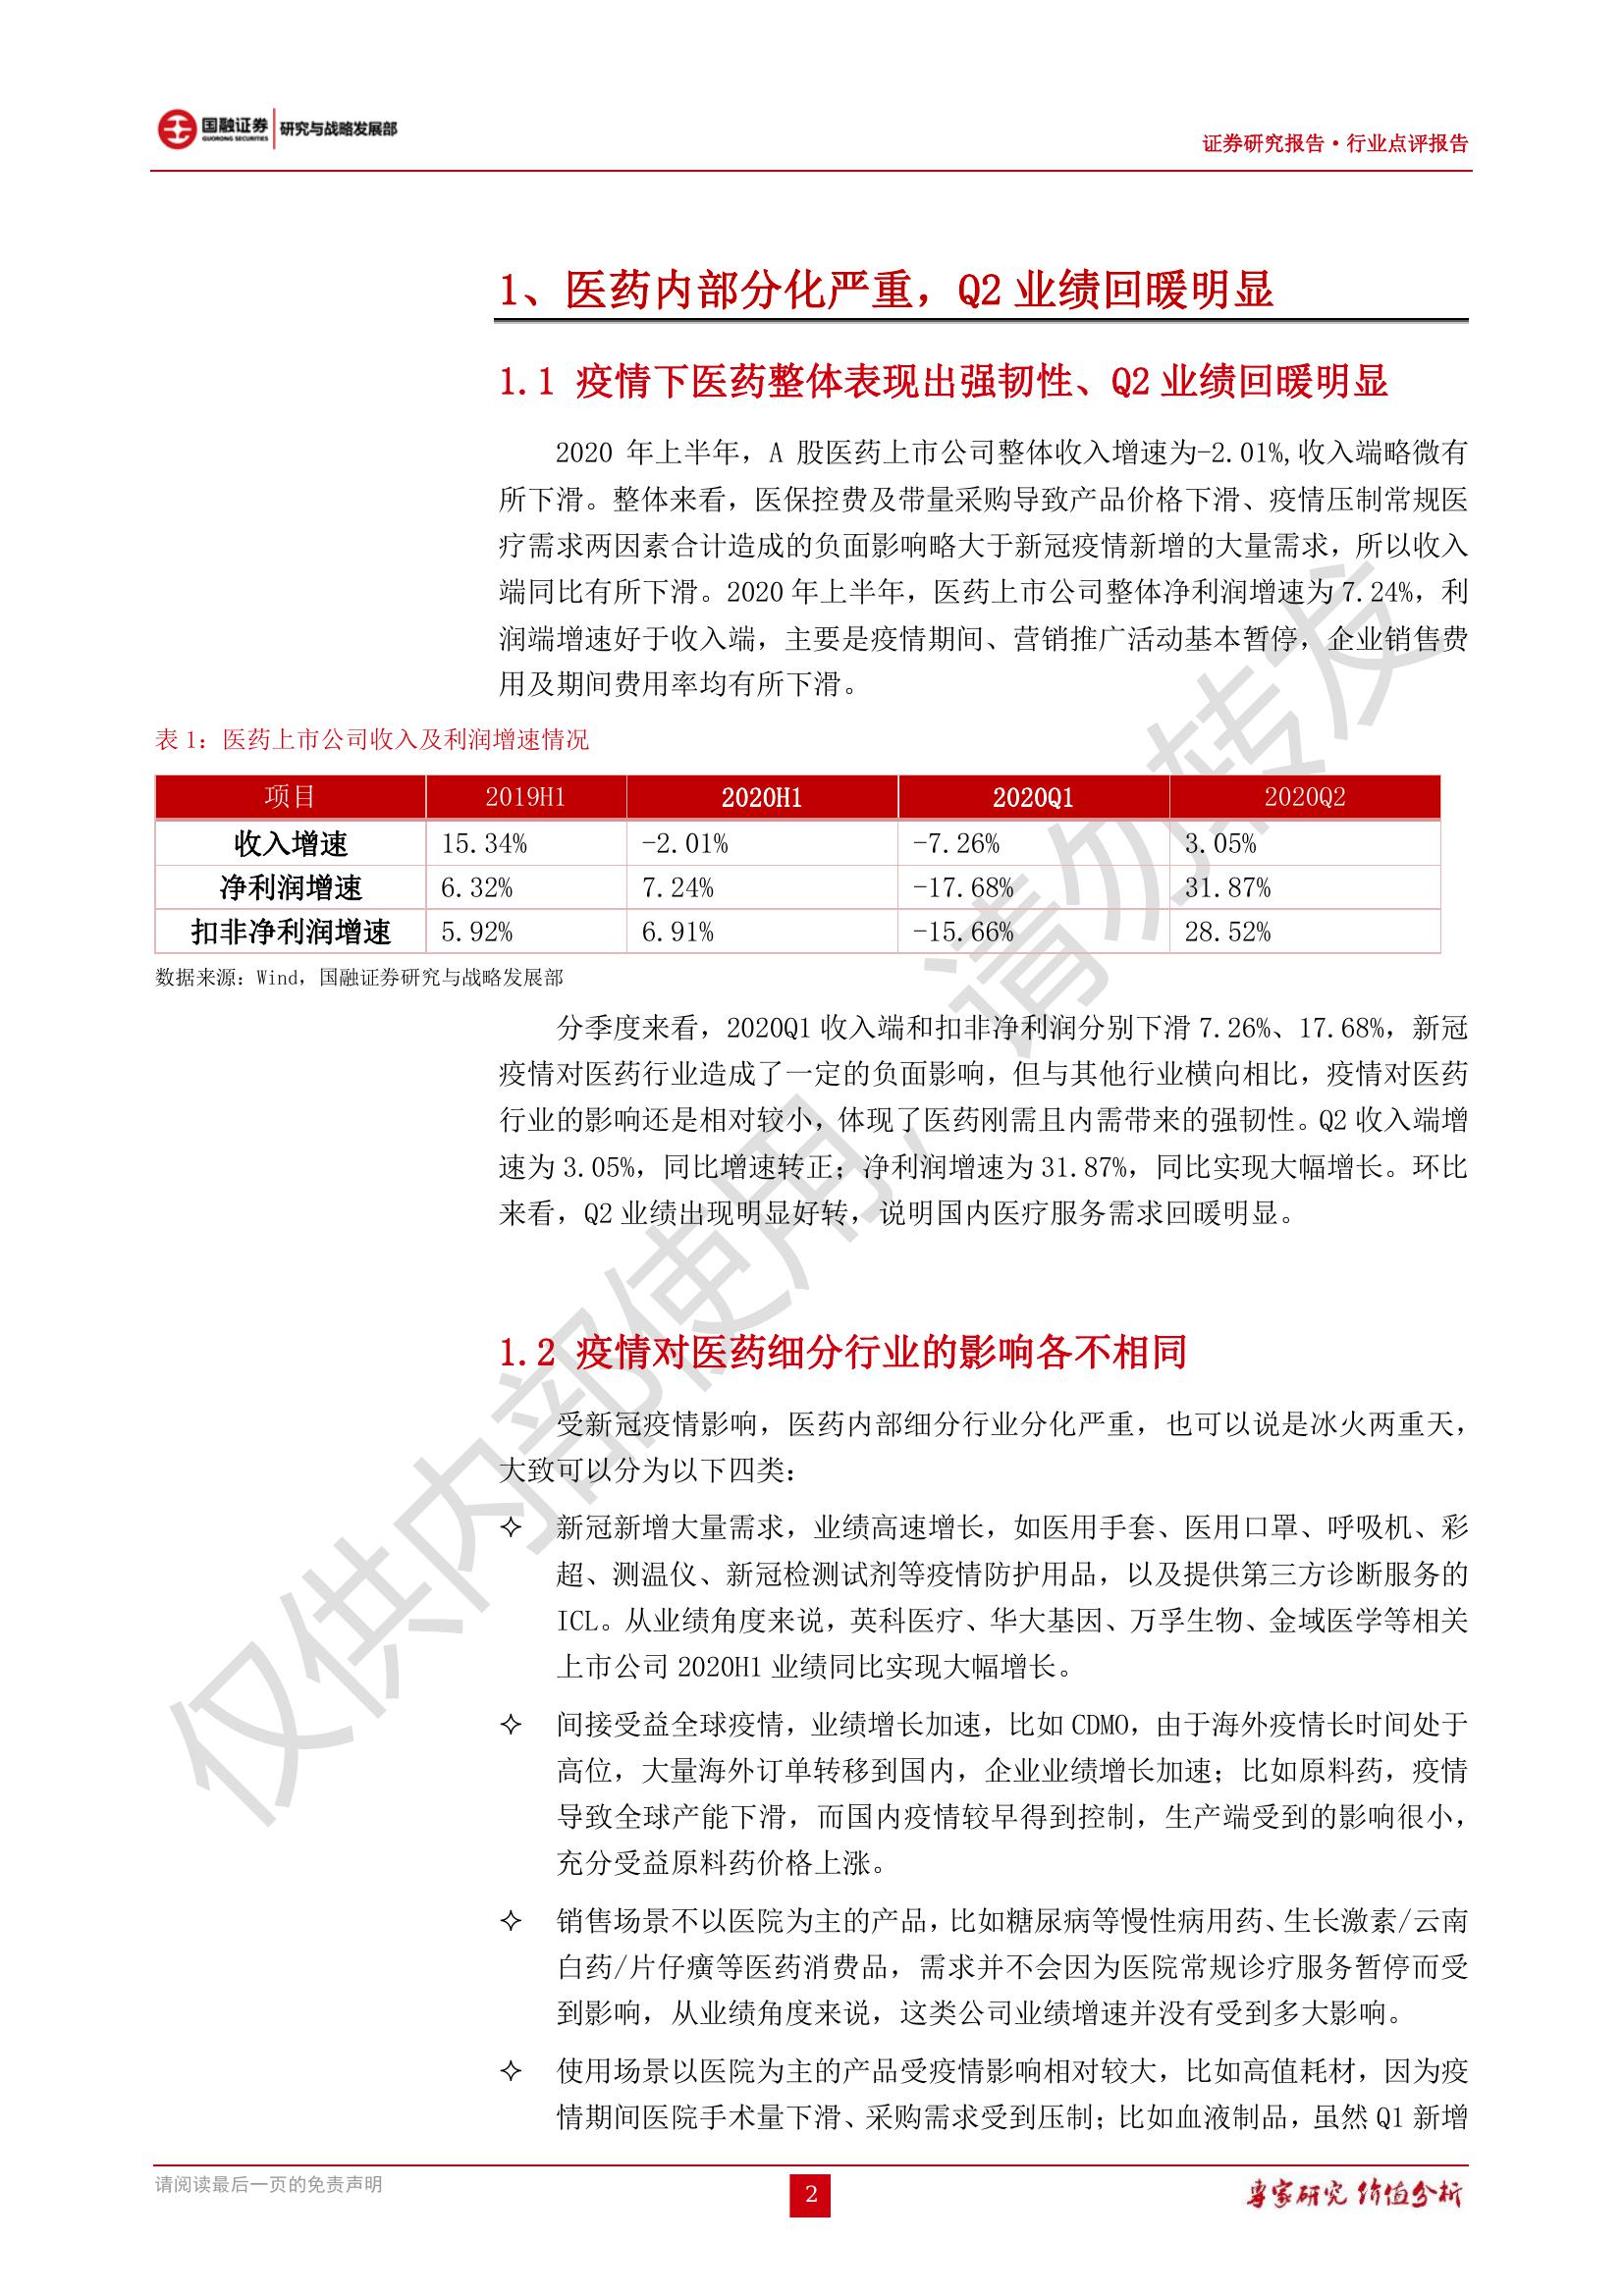 国融证券
GUORONG SECURITIES
研究与战略发展部
证券研究报告·行业点评报告
1、医药内部分化严重，Q2 业绩回暖明显
1.1 疫情下医药整体表现出强韧性、Q2 业绩回暖明显
2020 年上半年，A 股医药上市公司整体收入增速为-2.01%,收入端略微有
所下滑。整体来看，医保控费及带量采购导致产品价格下滑、疫情压制常规医
疗需求两因素合计造成的负面影响略大于新冠疫情新增的大量需求，所以收入
端同比有所下滑。2020 年上半年，医药上市公司整体净利润增速为 7.24%，利
润端增速好于收入端，主要是疫情期间、营销推广活动基本暂停，企业销售费
用及期间费用率均有所下滑。
表 1：医药上市公司收入及利润增速情况
项目 2019H1 2020H1 2020Q1 2020Q2
收入增速 15.34% -2.01% -7.26% 3.05%
净利润增速 6.32% 7.24% -17.68% 31.87%
扣非净利润增速 5.92% 6.91% -15.66% 28.52%
数据来源：Wind，国融证券研究与战略发展部
分季度来看，2020Q1 收入端和扣非净利润分别下滑 7.26%、17.68%，新冠
疫情对医药行业造成了一定的负面影响，但与其他行业横向相比，疫情对医药
行业的影响还是相对较小，体现了医药刚需且内需带来的强韧性。Q2 收入端增
速为 3.05%，同比增速转正；净利润增速为 31.87%，同比实现大幅增长。环比
来看，Q2 业绩出现明显好转，说明国内医疗服务需求回暖明显。
1.2 疫情对医药细分行业的影响各不相同
受新冠疫情影响，医药内部细分行业分化严重，也可以说是冰火两重天，
大致可以分为以下四类：
✧ 新冠新增大量需求，业绩高速增长，如医用手套、医用口罩、呼吸机、彩
超、测温仪、新冠检测试剂等疫情防护用品，以及提供第三方诊断服务的
ICL。从业绩角度来说，英科医疗、华大基因、万孚生物、金域医学等相关
上市公司 2020H1 业绩同比实现大幅增长。
✧ 间接受益全球疫情，业绩增长加速，比如 CDMO，由于海外疫情长时间处于
高位，大量海外订单转移到国内，企业业绩增长加速；比如原料药，疫情
导致全球产能下滑，而国内疫情较早得到控制，生产端受到的影响很小，
充分受益原料药价格上涨。
✧ 销售场景不以医院为主的产品，比如糖尿病等慢性病用药、生长激素/云南
白药/片仔癀等医药消费品，需求并不会因为医院常规诊疗服务暂停而受
到影响，从业绩角度来说，这类公司业绩增速并没有受到多大影响。
✧ 使用场景以医院为主的产品受疫情影响相对较大，比如高值耗材，因为疫
情期间医院手术量下滑、采购需求受到压制；比如血液制品，虽然 Q1 新增
仅供内部使用，请勿转发
请阅读最后一页的免责声明
2
专家研究 价值分析